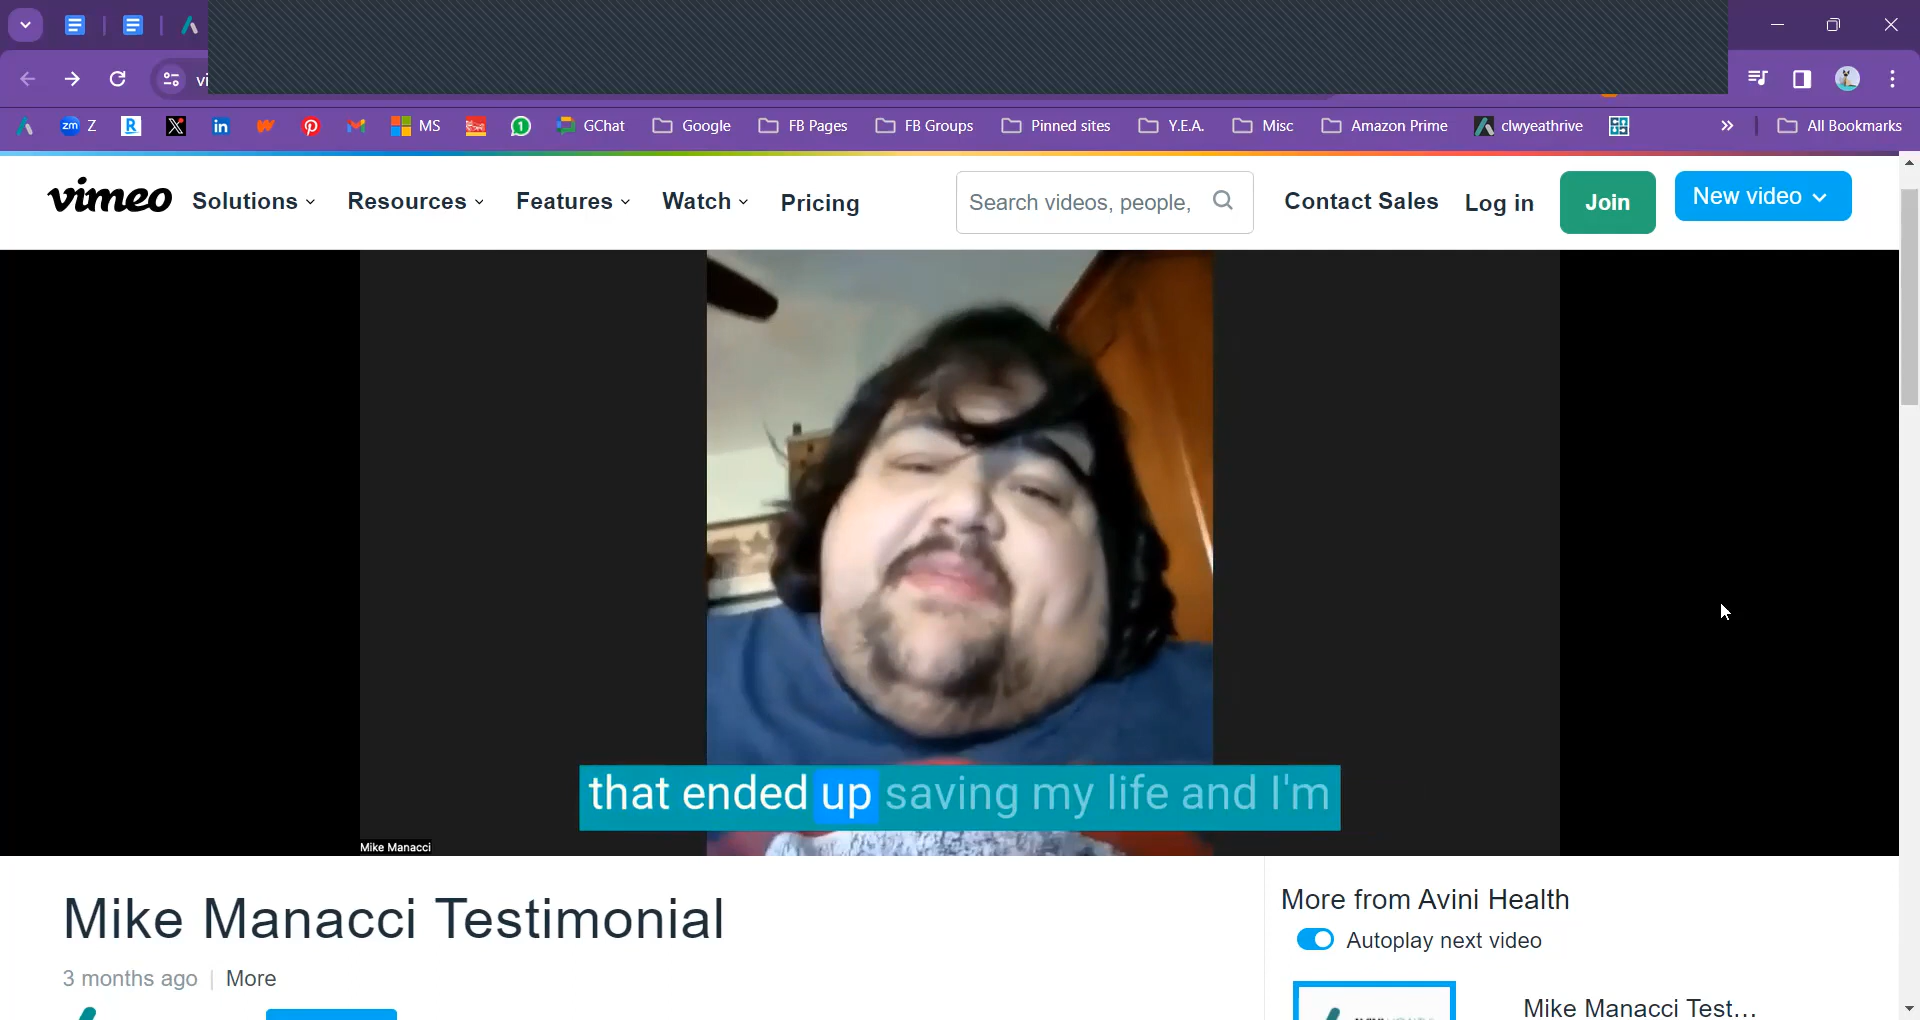 vi
Z
MS
GChat
Google
FB Pages
FB Groups
Pinned sites
Y.E.A.
Misc
Amazon Prime
clwyeathrive
All Bookmarks
vimeo
Solutions
Resources
Features
Watch
Pricing
Search videos, people,
Contact Sales
Log in
Join
New video
that ended up saving my life and I'm
Mike Manacci
Mike Manacci Testimonial
3 months ago | More
More from Avini Health
Autoplay next video
Mike Manacci Test...